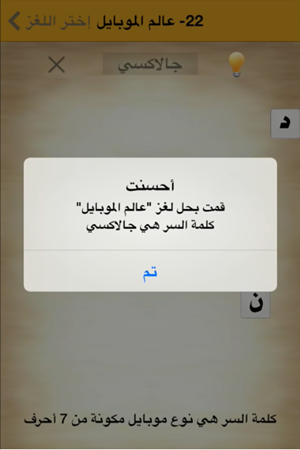 22- عالم الموبايل إختر اللغز
جالاكسي
د
أحسنت
قمت بحل لغز "عالم الموبايل"
كلمة السر هي جالاكسي
تم
ن
كلمة السر هي نوع موبايل مكونة من 7 أحرف